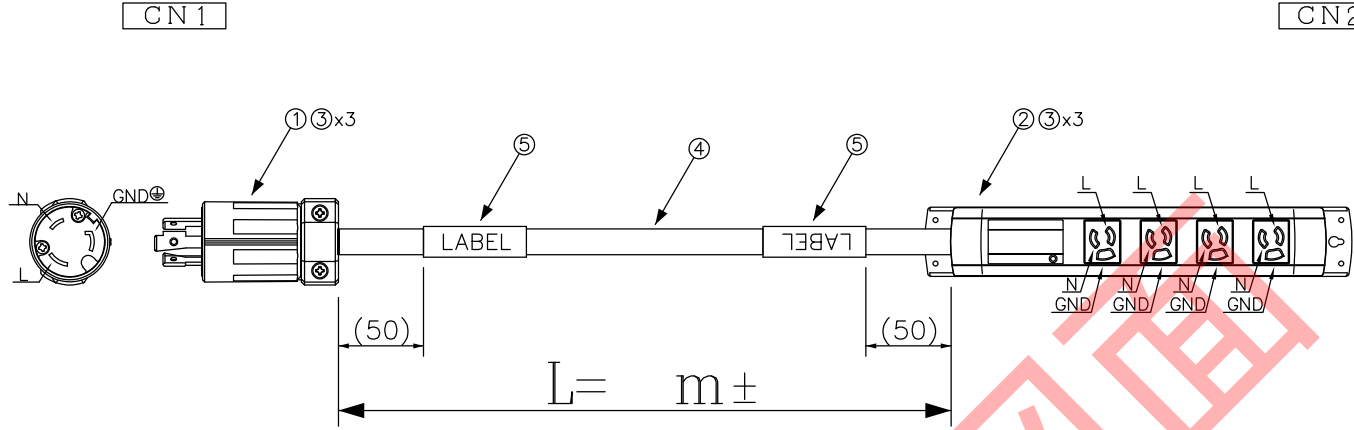 CN1
CN2
①③x3
②③x3
⑤
④
⑤
N
GND
L
LABEL
LABEL
L
L
L
L
N
N
N
N
GND
GND
GND
GND
(50)
(50)
L= m±